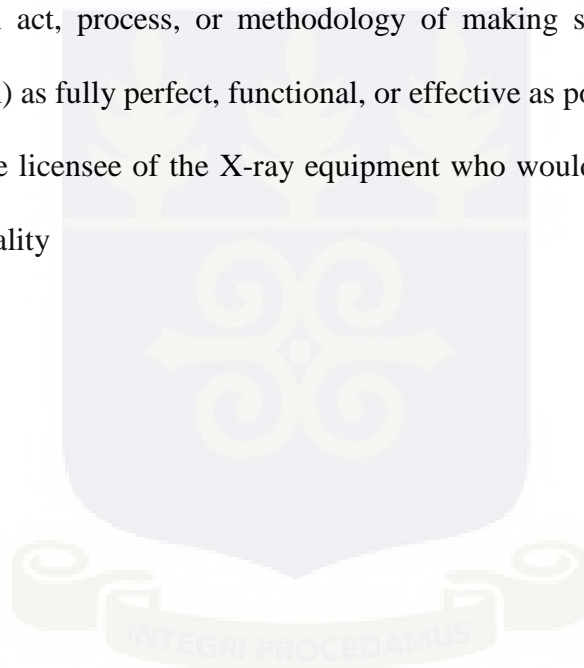 act, process, or methodology of making s
) as fully perfect, functional, or effective as po
e licensee of the X-ray equipment who would
ality
INTEGRI PROCEDAMUS